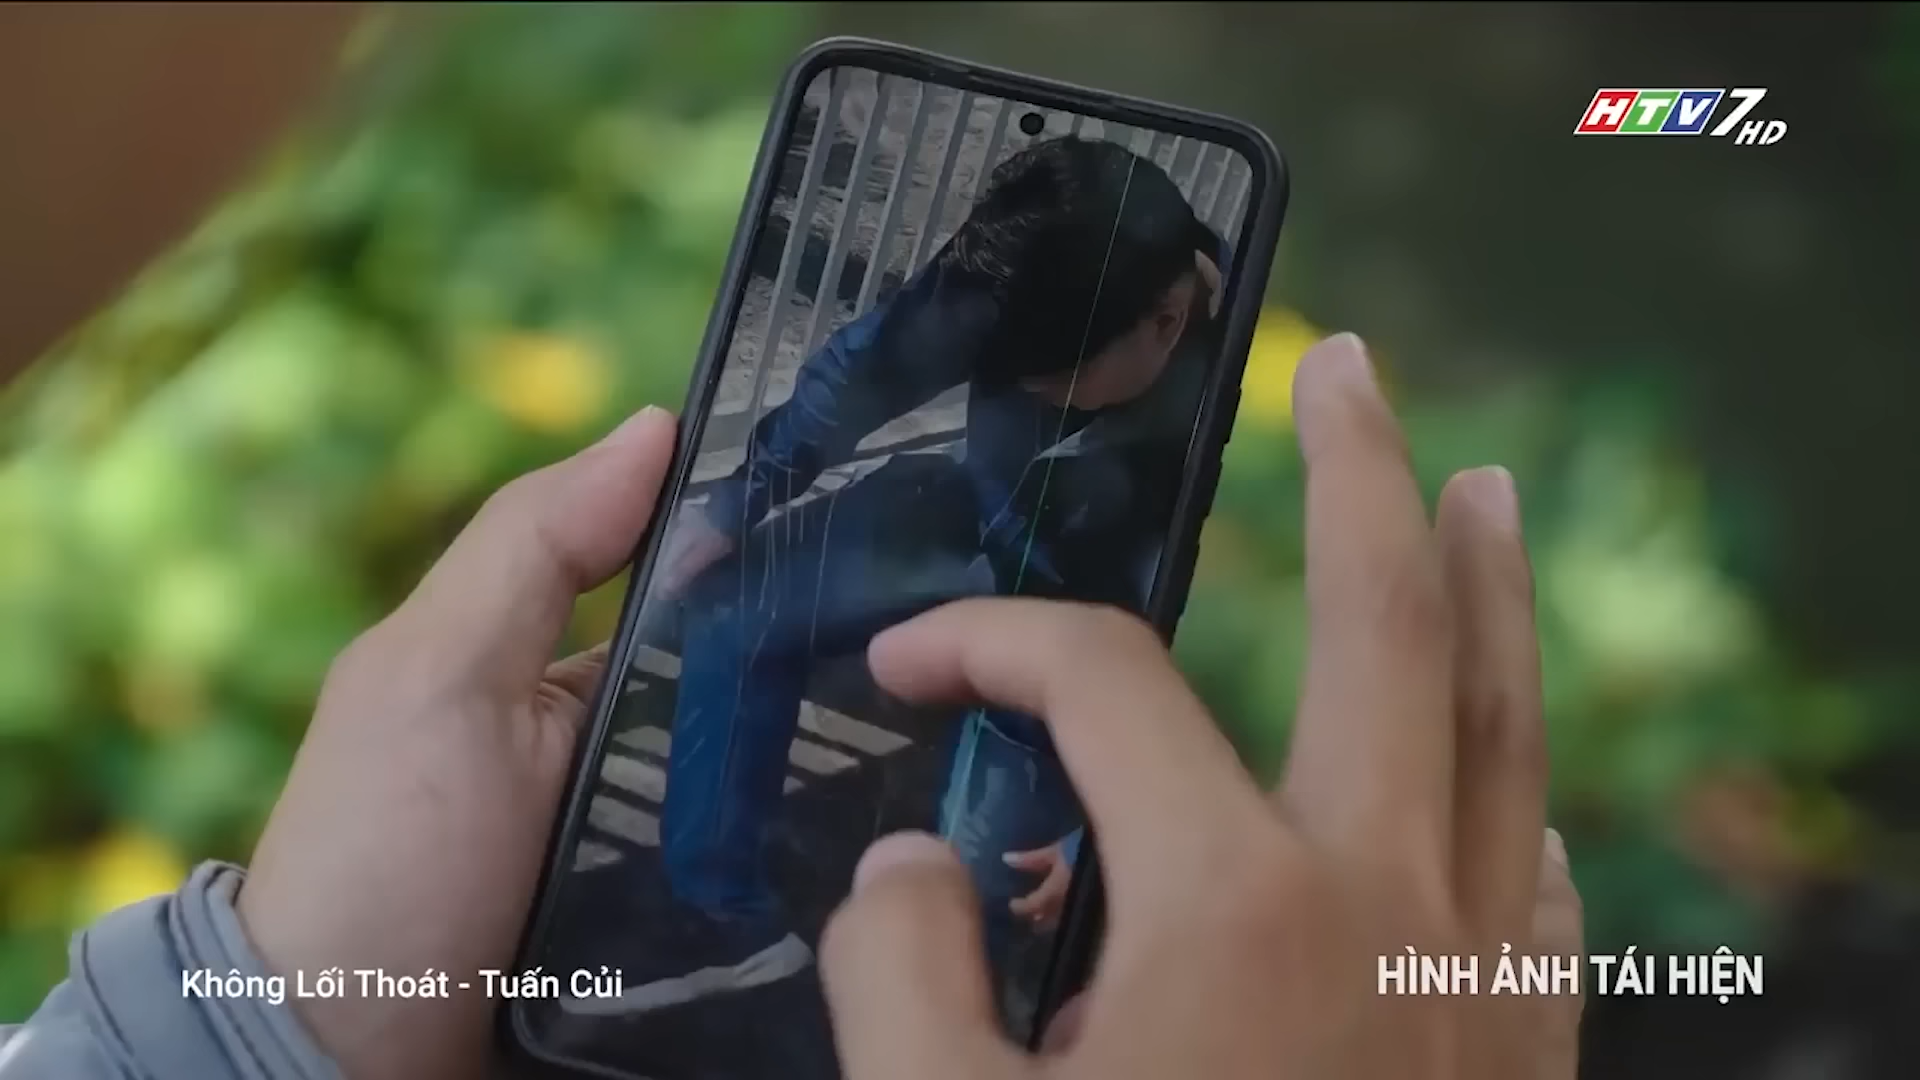 HTV7 HD
Không Lối Thoát - Tuấn Củi
HÌNH ẢNH TÁI HIỆN